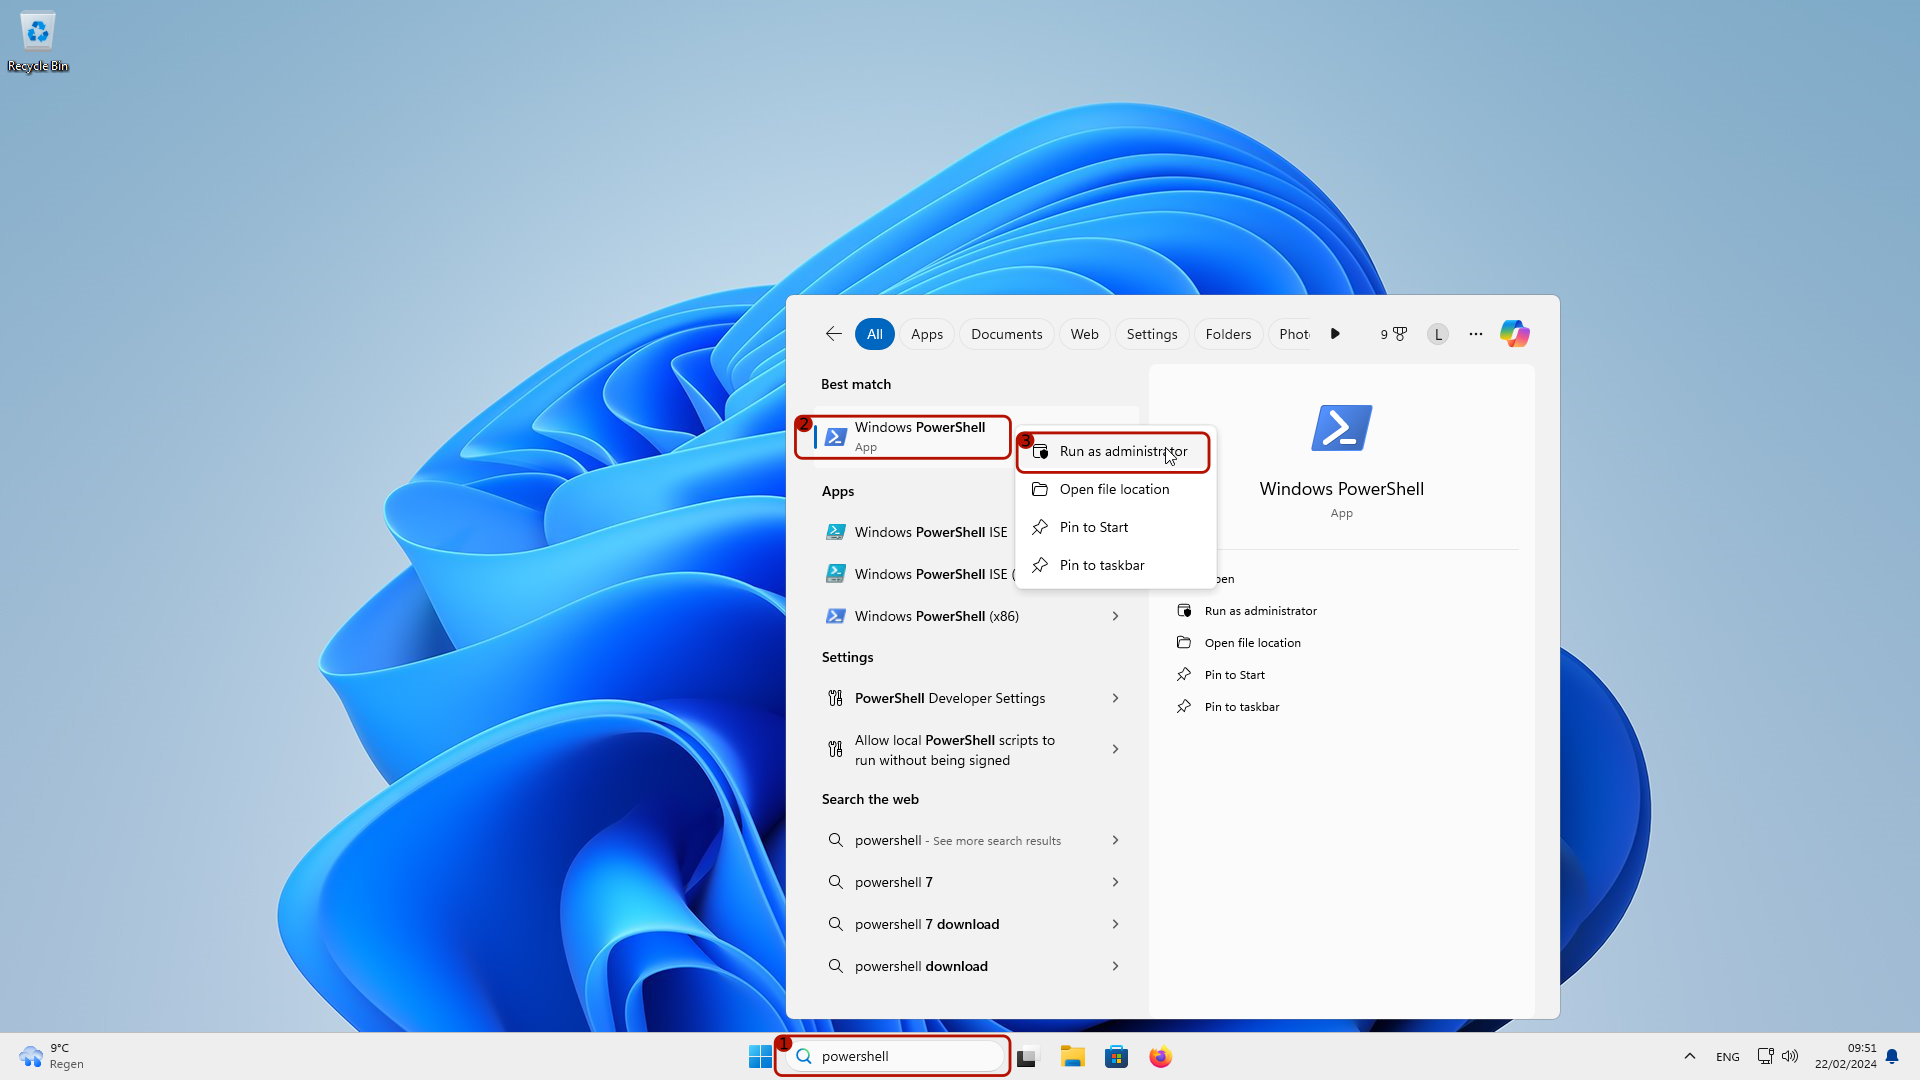 Recycle Bin
All
Apps
Documents
Web
Settings
Folders
Phot
9
L
Best match
2
Windows PowerShell
App
3
Run as administrator
Open file location
Pin to Start
Pin to taskbar
Apps
Windows PowerShell ISE
Windows PowerShell ISE (
Windows PowerShell (x86)
Settings
PowerShell Developer Settings
Allow local PowerShell scripts to
run without being signed
Search the web
powershell - See more search results
powershell 7
powershell 7 download
powershell download
Windows PowerShell
App
pen
Run as administrator
Open file location
Pin to Start
Pin to taskbar
9°C
Regen
1
powershell
ENG
09:51
22/02/2024